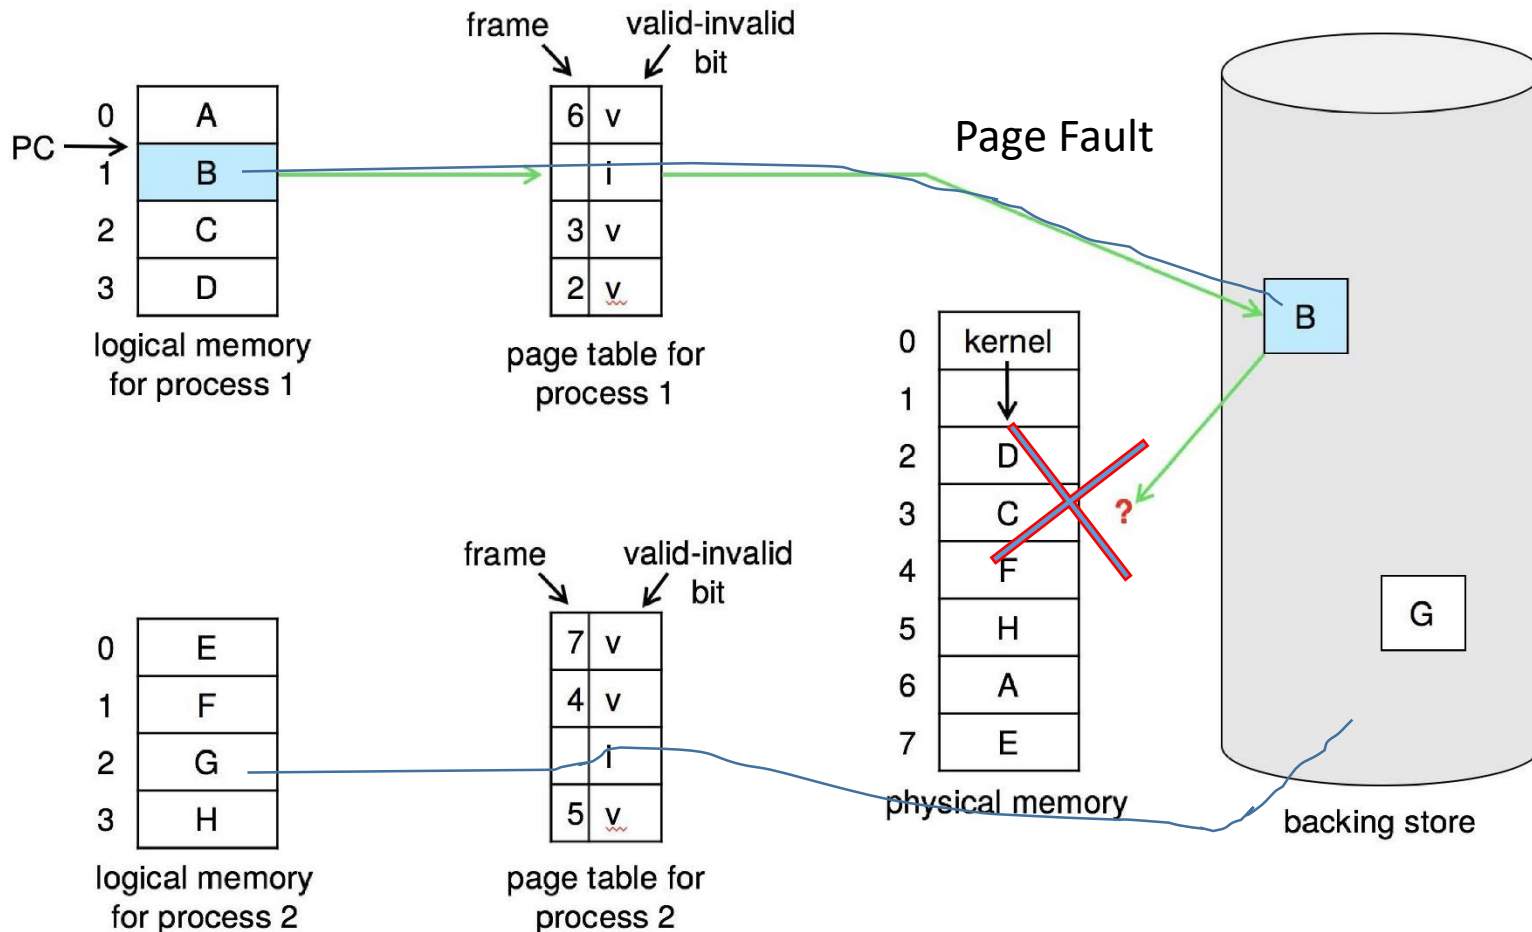 frame valid-invalid
bit
0 A 6 v
PC
1 B i
2 C 3 v
3 D 2 v
logical memory
for process 1
page table for
process 1
Page Fault
B
G
backing store
0 kernel
1
2 D
3 C ?
4 F
5 H
6 A
7 E
physical memory
frame valid-invalid
bit
0 E 7 v
1 F 4 v
2 G i
3 H 5 v
logical memory
for process 2
page table for
process 2